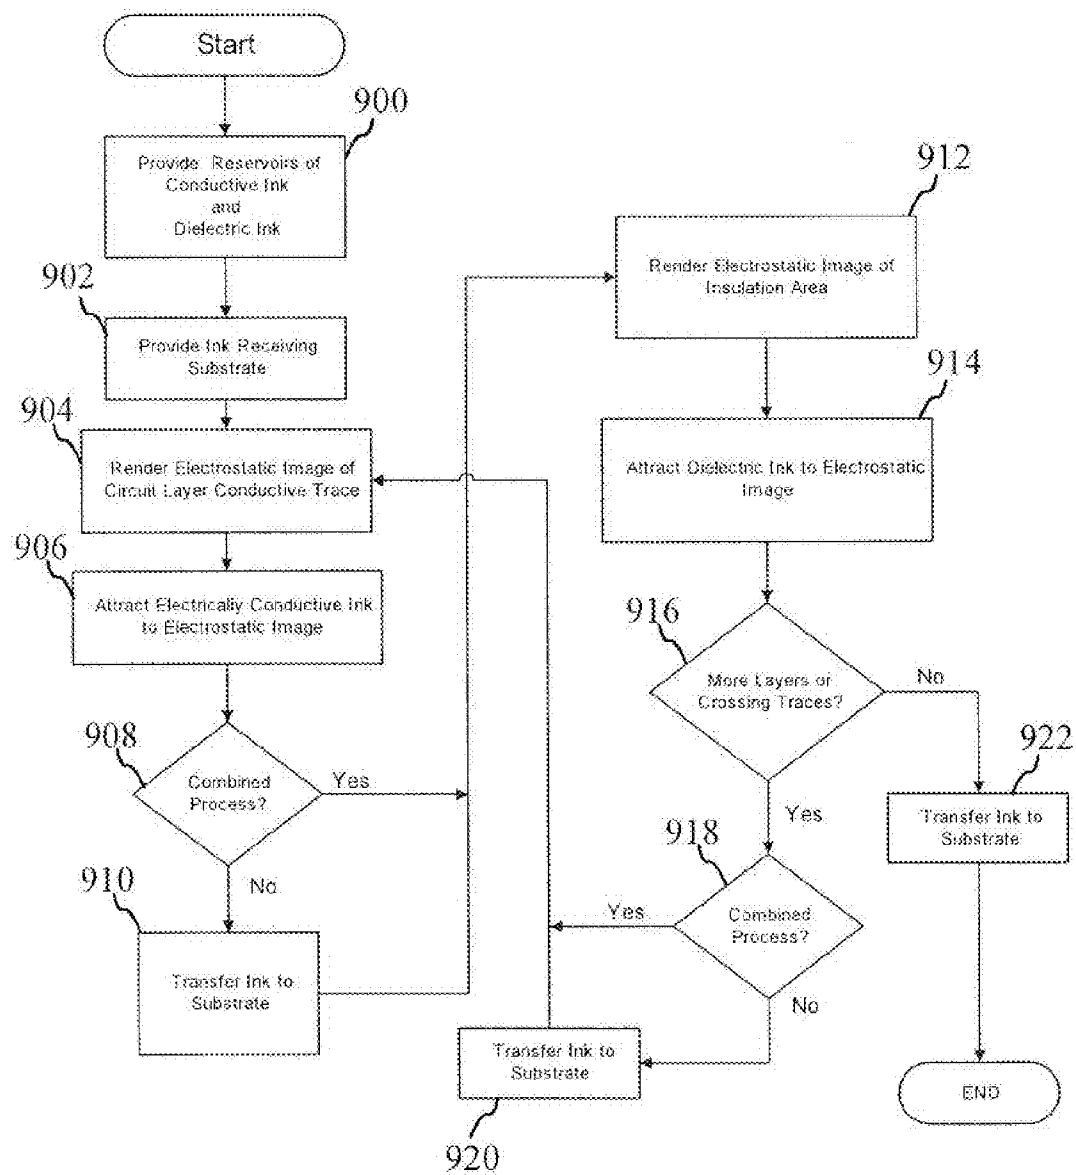 Start
900
Provide Reservoirs of
Conductive Ink
and
Dielectric Ink
902
Provide Ink Receiving
Substrate
904
Render Electrostatic Image of
Circuit Layer Conductive Trace
906
Attract Electrically Conductive Ink
to Electrostatic Image
908
Combined
Process?
Yes
No
910
Transfer Ink to
Substrate
912
Render Electrostatic Image of
Insulation Area
914
Attract Dielectric Ink to Electrostatic
Image
916
More Layers or
Crossing Traces?
No
Yes
918
Combined
Process?
Yes
No
920
Transfer Ink to
Substrate
922
Transfer Ink to
Substrate
END